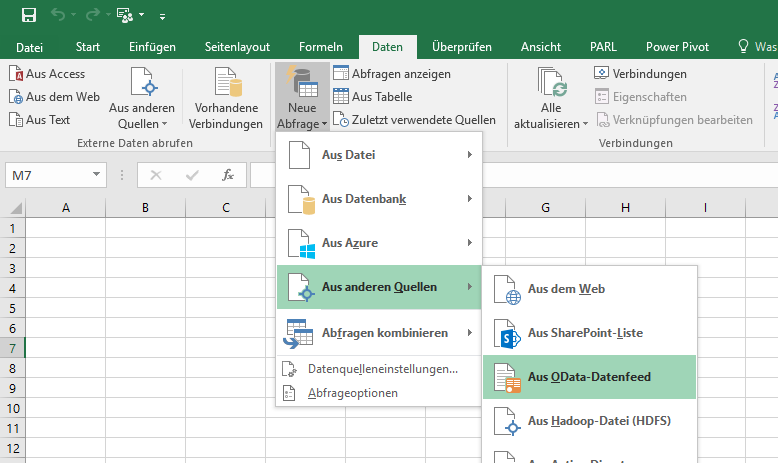 Datei Start Einfügen Seitenlayout Formeln Daten Überprüfen Ansicht PARL Power Pivot Was
Aus Access
Aus dem Web
Aus Text
Aus anderen
Quellen
Vorhandene
Verbindungen
Externe Daten abrufen
Neue
Abfrage
Abfragen anzeigen
Aus Tabelle
Zuletzt verwendete Quellen
Alle
aktualisieren
Verbindungen
Eigenschaften
Verknüpfungen bearbeiten
Verbindungen
M7 fx
A B C G H I
1
2
3
4
5
6
7
8
9
10
11
12
Aus Datei
Aus Datenbank
Aus Azure
Aus anderen Quellen
Abfragen kombinieren
Datenquelleneinstellungen...
Abfrageoptionen
Aus dem Web
Aus SharePoint-Liste
Aus OData-Datenfeed
Aus Hadoop-Datei (HDFS)